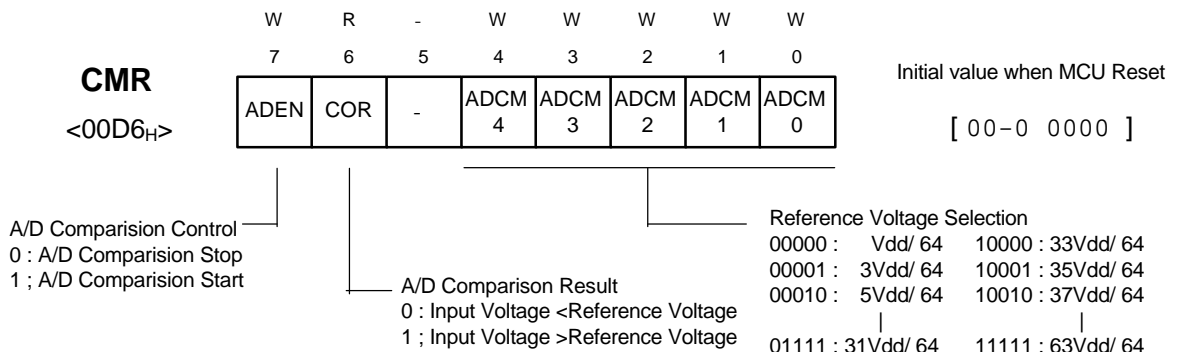 W R - W W W W W
7 6 5 4 3 2 1 0
CMR
<00D6H>
ADEN COR - ADCM 4 ADCM 3 ADCM 2 ADCM 1 ADCM 0
Initial value when MCU Reset
[ 00-0 0000 ]
A/D Comparision Control
0 : A/D Comparision Stop
1 ; A/D Comparision Start
A/D Comparison Result
0 : Input Voltage <Reference Voltage
1 ; Input Voltage >Reference Voltage
Reference Voltage Selection
00000 : Vdd/ 64 10000 : 33Vdd/ 64
00001 : 3Vdd/ 64 10001 : 35Vdd/ 64
00010 : 5Vdd/ 64 10010 : 37Vdd/ 64
| |
01111 : 31Vdd/ 64 11111 : 63Vdd/ 64